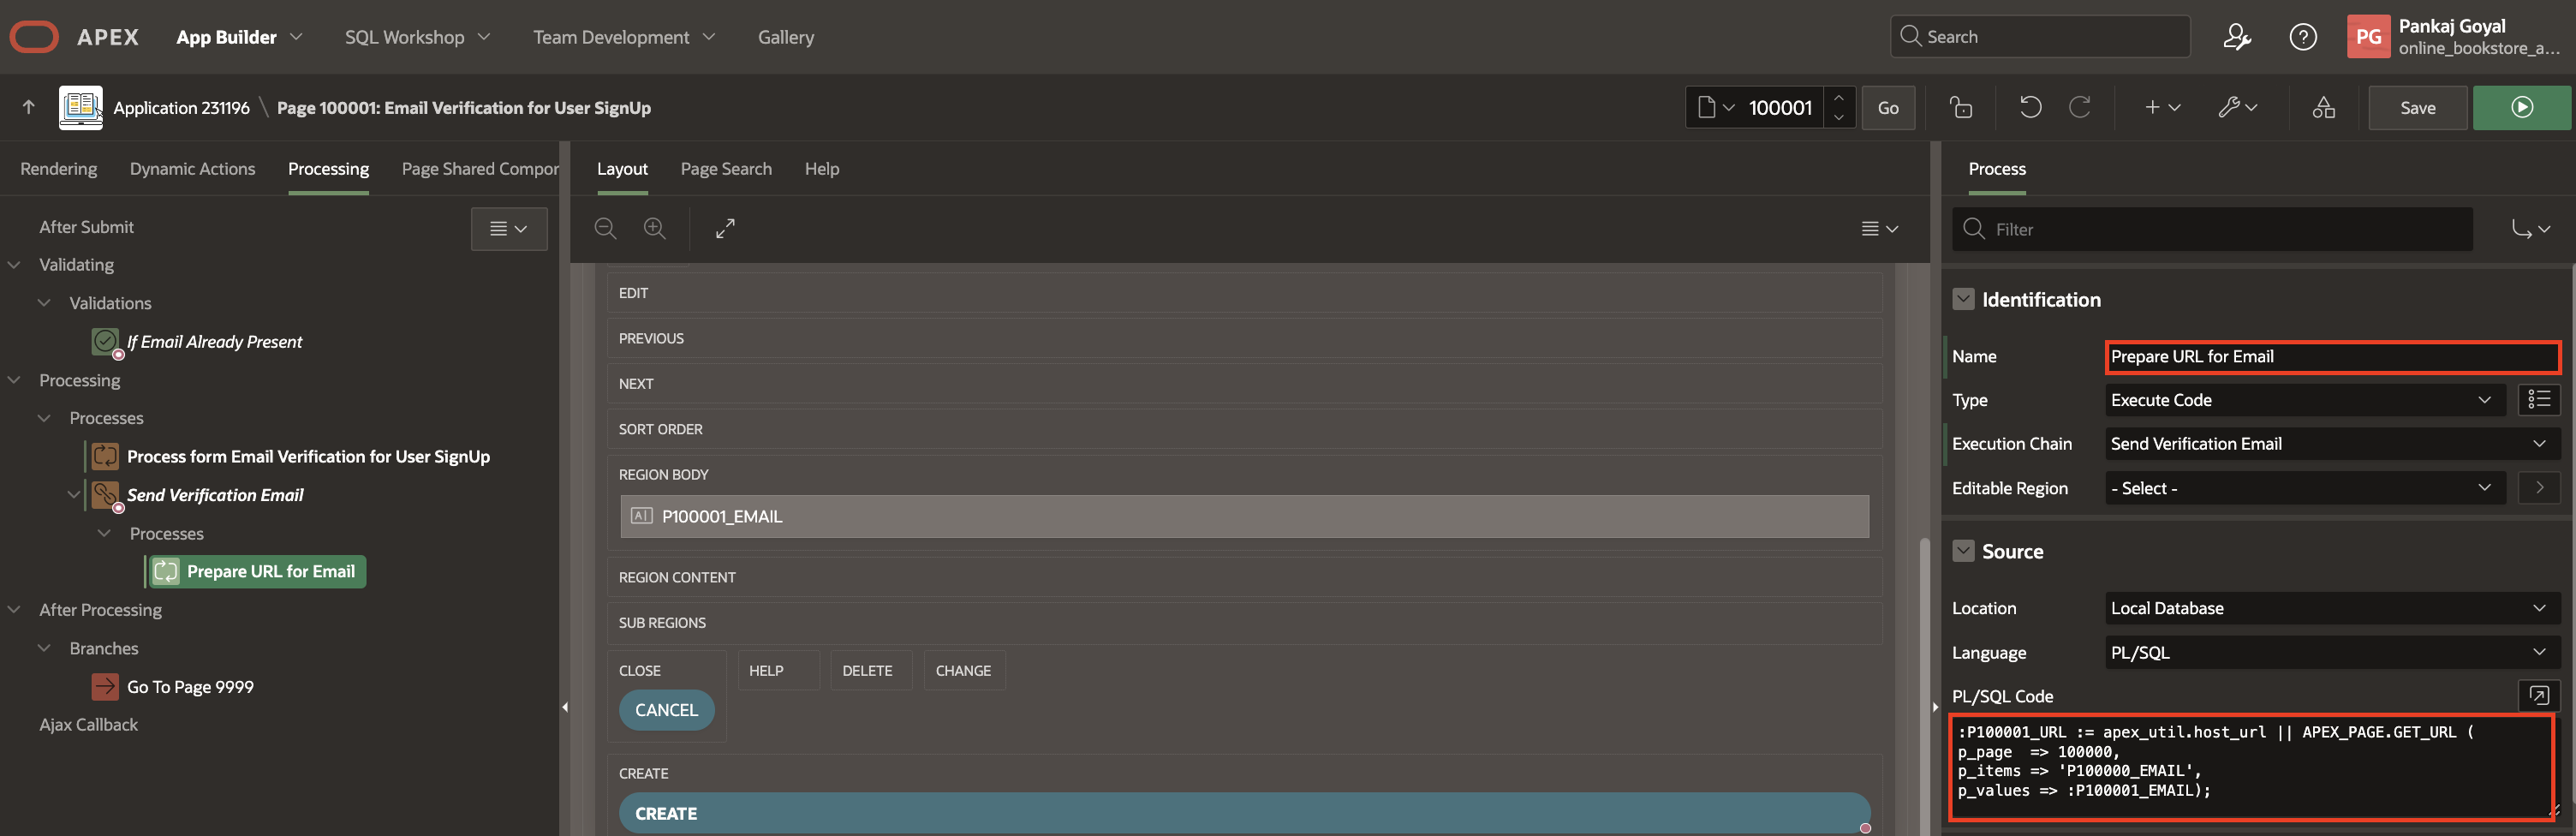 APEX App Builder SQL Workshop Team Development Gallery Search PG Pankaj Goyal
online_bookstore_a...
Application 231196 \ Page 100001: Email Verification for User SignUp 100001 Go Save
Rendering Dynamic Actions Processing Page Shared Compor
After Submit
Validating
Validations
If Email Already Present
Processing
Processes
Process form Email Verification for User SignUp
Send Verification Email
Processes
Prepare URL for Email
After Processing
Branches
Go To Page 9999
Ajax Callback
Layout Page Search Help
EDIT
PREVIOUS
NEXT
SORT ORDER
REGION BODY
P100001_EMAIL
REGION CONTENT
SUB REGIONS
CLOSE HELP DELETE CHANGE
CANCEL
CREATE
CREATE
Process
Filter
Identification
Name Prepare URL for Email
Type Execute Code
Execution Chain Send Verification Email
Editable Region - Select -
Source
Location Local Database
Language PL/SQL
PL/SQL Code
:P100001_URL := apex_util.host_url || APEX_PAGE.GET_URL (
p_page  => 100000,
p_items => 'P100000_EMAIL',
p_values => :P100001_EMAIL);